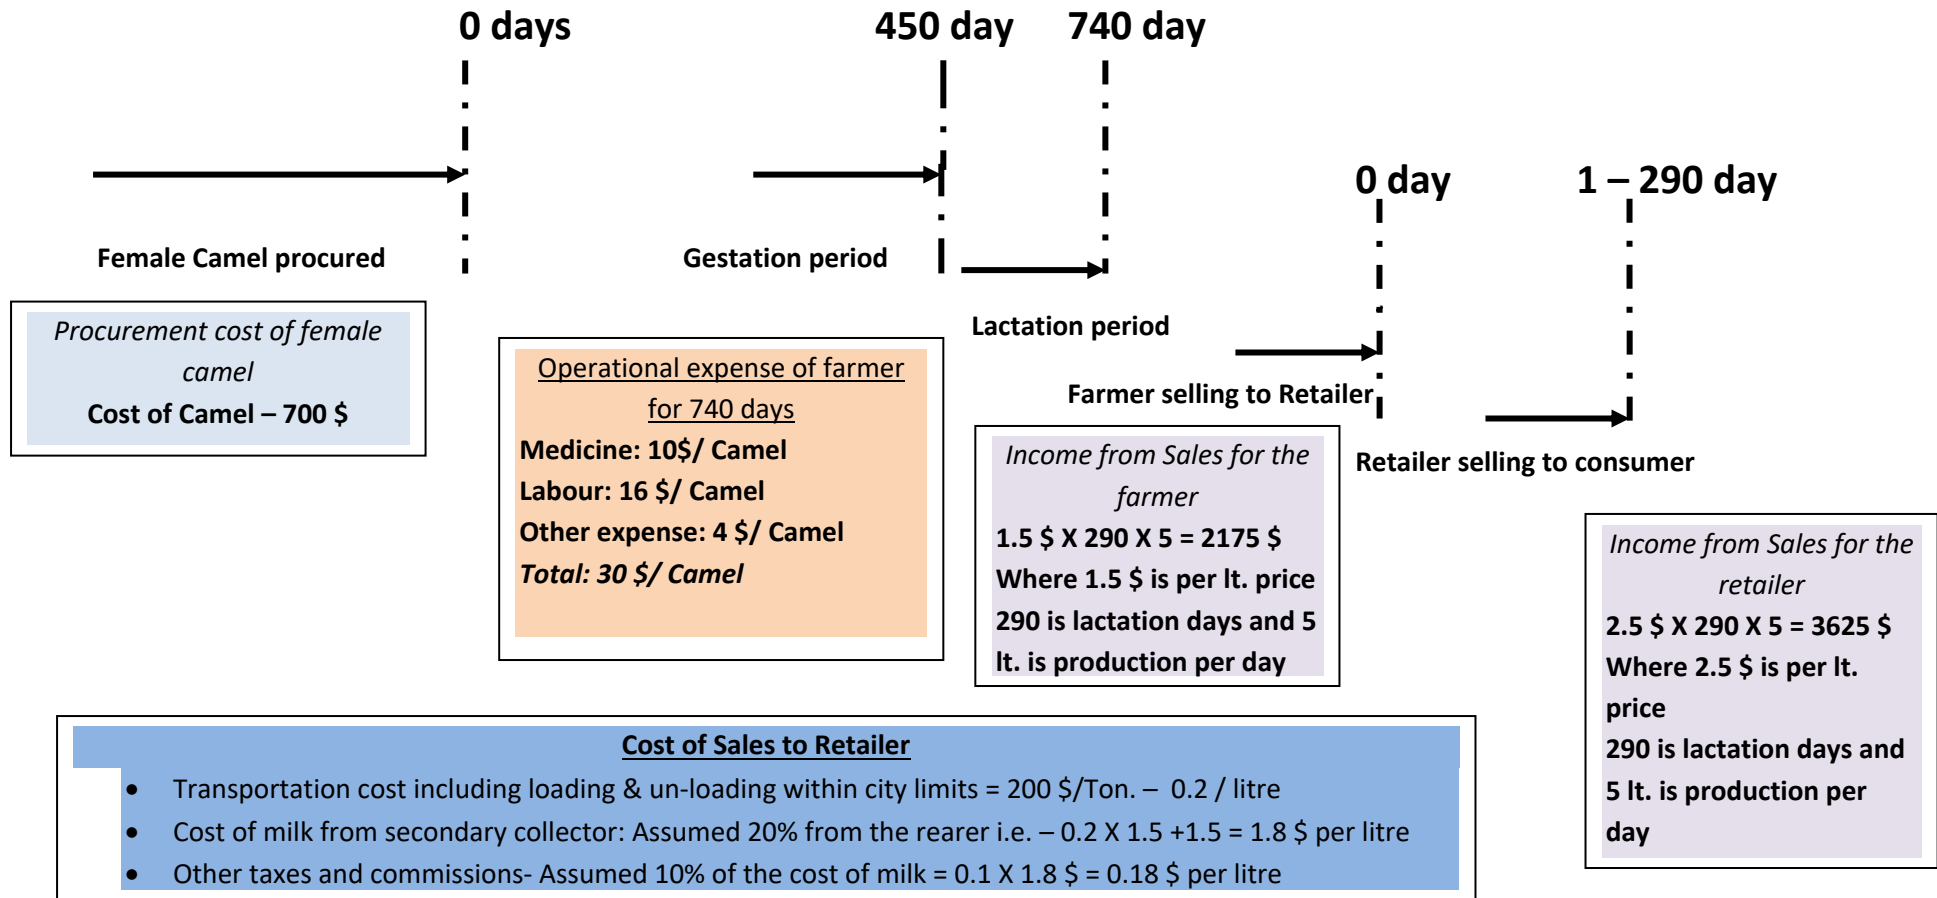 0 days
450 day
740 day
0 day
1 – 290 day
Female Camel procured
Gestation period
Lactation period
Farmer selling to Retailer
Retailer selling to consumer
Procurement cost of female
camel
Cost of Camel – 700 $
Operational expense of farmer
for 740 days
Medicine: 10$/ Camel
Labour: 16 $/ Camel
Other expense: 4 $/ Camel
Total: 30 $/ Camel
Income from Sales for the
farmer
1.5 $ X 290 X 5 = 2175 $
Where 1.5 $ is per lt. price
290 is lactation days and 5
lt. is production per day
Income from Sales for the
retailer
2.5 $ X 290 X 5 = 3625 $
Where 2.5 $ is per lt.
price
290 is lactation days and
5 lt. is production per
day
Cost of Sales to Retailer
• Transportation cost including loading & un-loading within city limits = 200 $/Ton. – 0.2 / litre
• Cost of milk from secondary collector: Assumed 20% from the rearer i.e. – 0.2 X 1.5 +1.5 = 1.8 $ per litre
• Other taxes and commissions- Assumed 10% of the cost of milk = 0.1 X 1.8 $ = 0.18 $ per litre